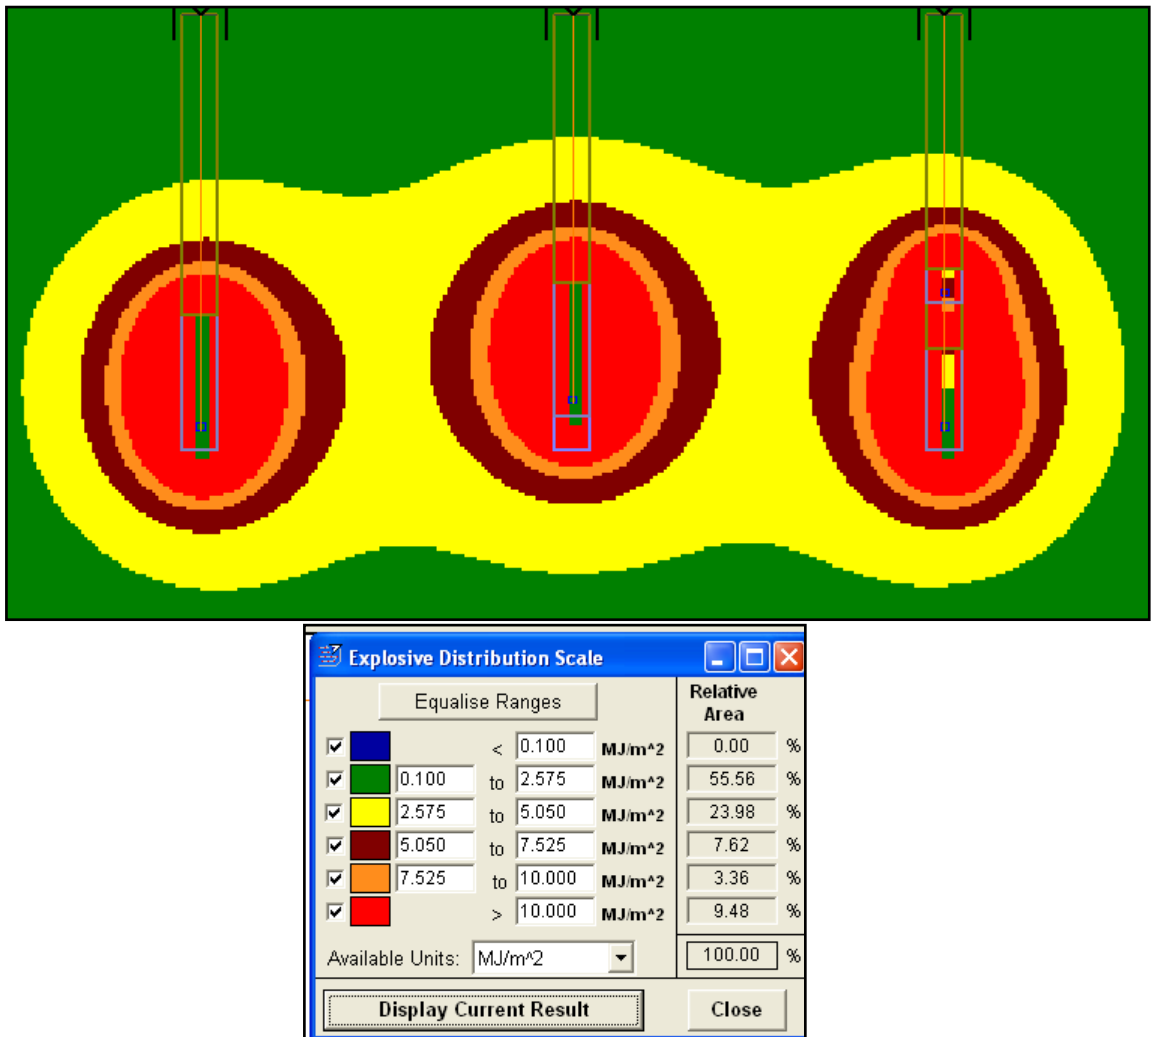 Explosive Distribution Scale
Equalise Ranges
Relative
Area
< 0.100 MJ/m^2 0.00 %
0.100 to 2.575 MJ/m^2 55.56 %
2.575 to 5.050 MJ/m^2 23.98 %
5.050 to 7.525 MJ/m^2 7.62 %
7.525 to 10.000 MJ/m^2 3.36 %
> 10.000 MJ/m^2 9.48 %
Available Units: MJ/m^2 100.00 %
Display Current Result Close